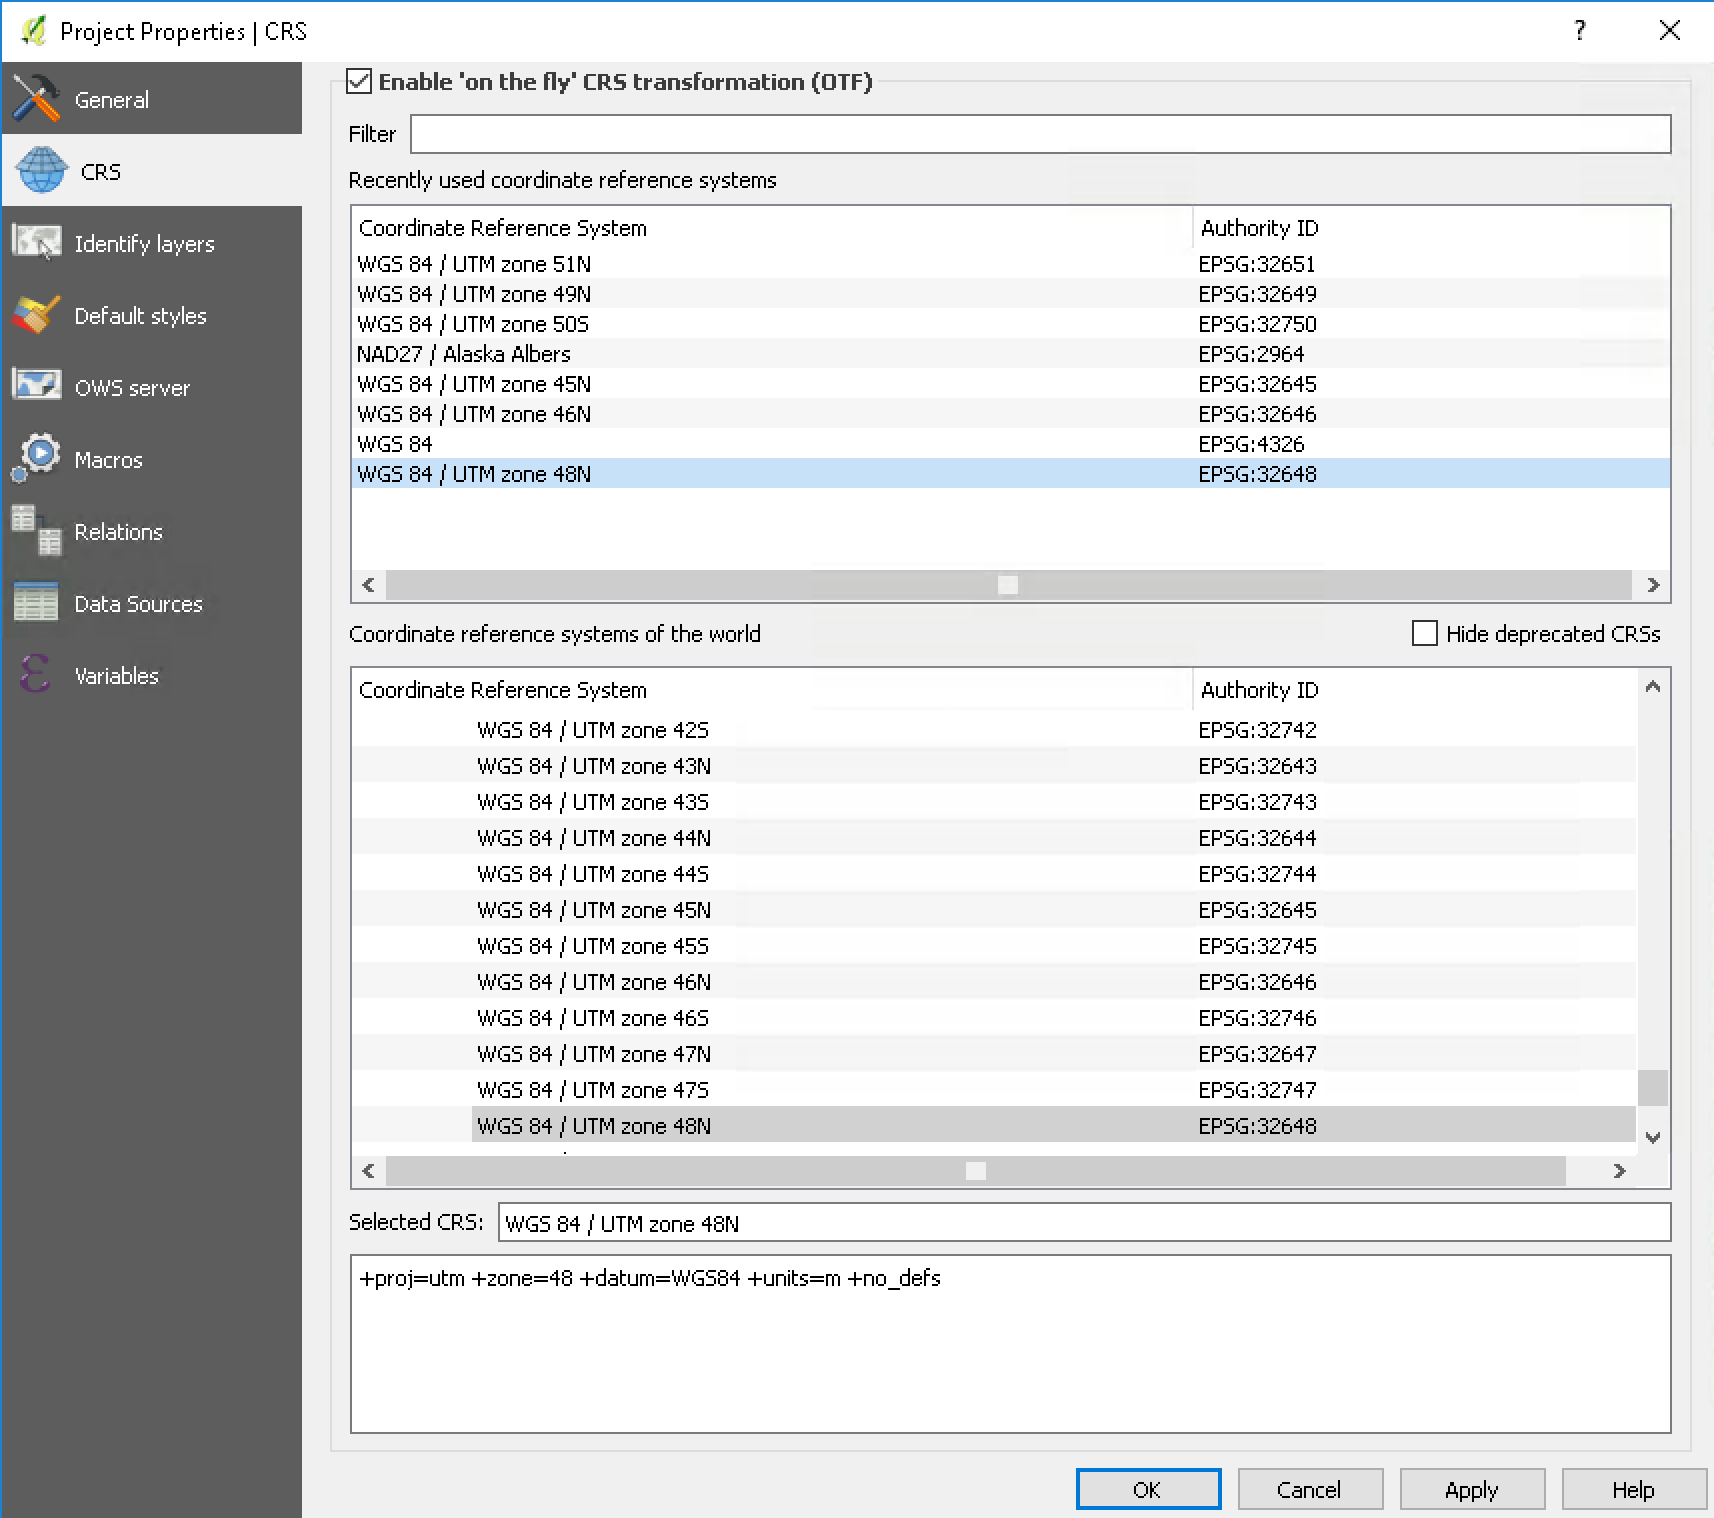 Project Properties | CRS
?
General
CRS
Identify layers
Default styles
OWS server
Macros
Relations
Data Sources
Variables
Enable 'on the fly' CRS transformation (OTF)
Filter
Recently used coordinate reference systems
Coordinate Reference System Authority ID
WGS 84 / UTM zone 51N EPSG:32651
WGS 84 / UTM zone 49N EPSG:32649
WGS 84 / UTM zone 50S EPSG:32750
NAD27 / Alaska Albers EPSG:2964
WGS 84 / UTM zone 45N EPSG:32645
WGS 84 / UTM zone 46N EPSG:32646
WGS 84 EPSG:4326
WGS 84 / UTM zone 48N EPSG:32648
Coordinate reference systems of the world Hide deprecated CRSs
Coordinate Reference System Authority ID
WGS 84 / UTM zone 42S EPSG:32742
WGS 84 / UTM zone 43N EPSG:32643
WGS 84 / UTM zone 43S EPSG:32743
WGS 84 / UTM zone 44N EPSG:32644
WGS 84 / UTM zone 44S EPSG:32744
WGS 84 / UTM zone 45N EPSG:32645
WGS 84 / UTM zone 45S EPSG:32745
WGS 84 / UTM zone 46N EPSG:32646
WGS 84 / UTM zone 46S EPSG:32746
WGS 84 / UTM zone 47N EPSG:32647
WGS 84 / UTM zone 47S EPSG:32747
WGS 84 / UTM zone 48N EPSG:32648
Selected CRS: WGS 84 / UTM zone 48N
+proj=utm +zone=48 +datum=WGS84 +units=m +no_defs
OK Cancel Apply Help